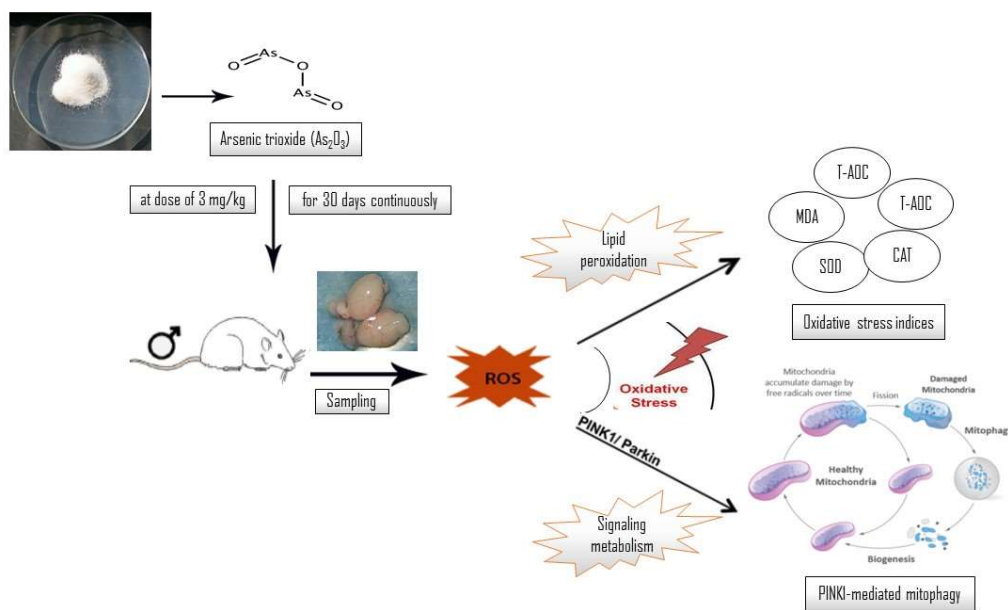 O
As
O
As
O
Arsenic trioxide (As₂O₃)
at dose of 3 mg/kg
for 30 days continuously
Sampling
ROS
Lipid
peroxidation
Oxidative
Stress
PINK1/ Parkin
Signaling
metabolism
T-AOC
T-AOC
MDA
CAT
SOD
Oxidative stress indices
Mitochondria
accumulate damage by
free radicals over time
Fission
Damaged
Mitochondria
Mitophag
Healthy
Mitochondria
Biogenesis
PINKI-mediated mitophagy